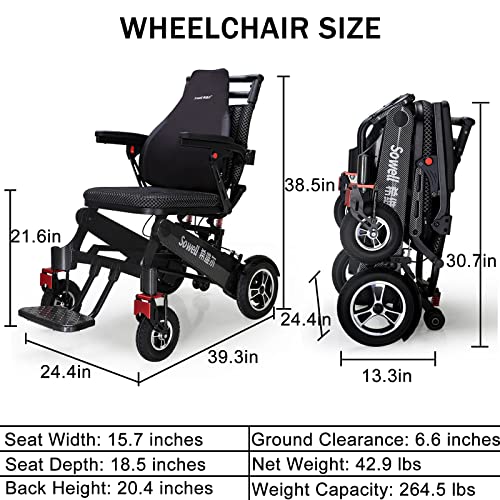 WHEELCHAIR SIZE
38.5in
21.6in
24.4in
39.3in
Sowell
Sowell
30.7in
24.4in
13.3in
Seat Width: 15.7 inches
Ground Clearance: 6.6 inches
Seat Depth: 18.5 inches
Net Weight: 42.9 lbs
Back Height: 20.4 inches
Weight Capacity: 264.5 lbs